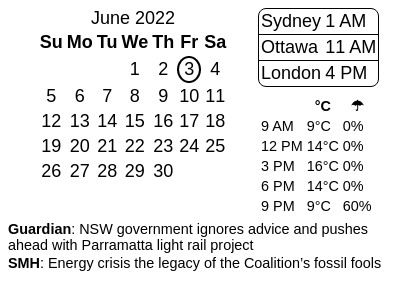 June 2022
Su Mo Tu We Th Fr Sa
1 2 3 4
5 6 7 8 9 10 11
12 13 14 15 16 17 18
19 20 21 22 23 24 25
26 27 28 29 30
Sydney 1 AM
Ottawa 11 AM
London 4 PM
°C ☂
9 AM 9°C 0%
12 PM 14°C 0%
3 PM 16°C 0%
6 PM 14°C 0%
9 PM 9°C 60%
Guardian: NSW government ignores advice and pushes
ahead with Parramatta light rail project
SMH: Energy crisis the legacy of the Coalition’s fossil fools